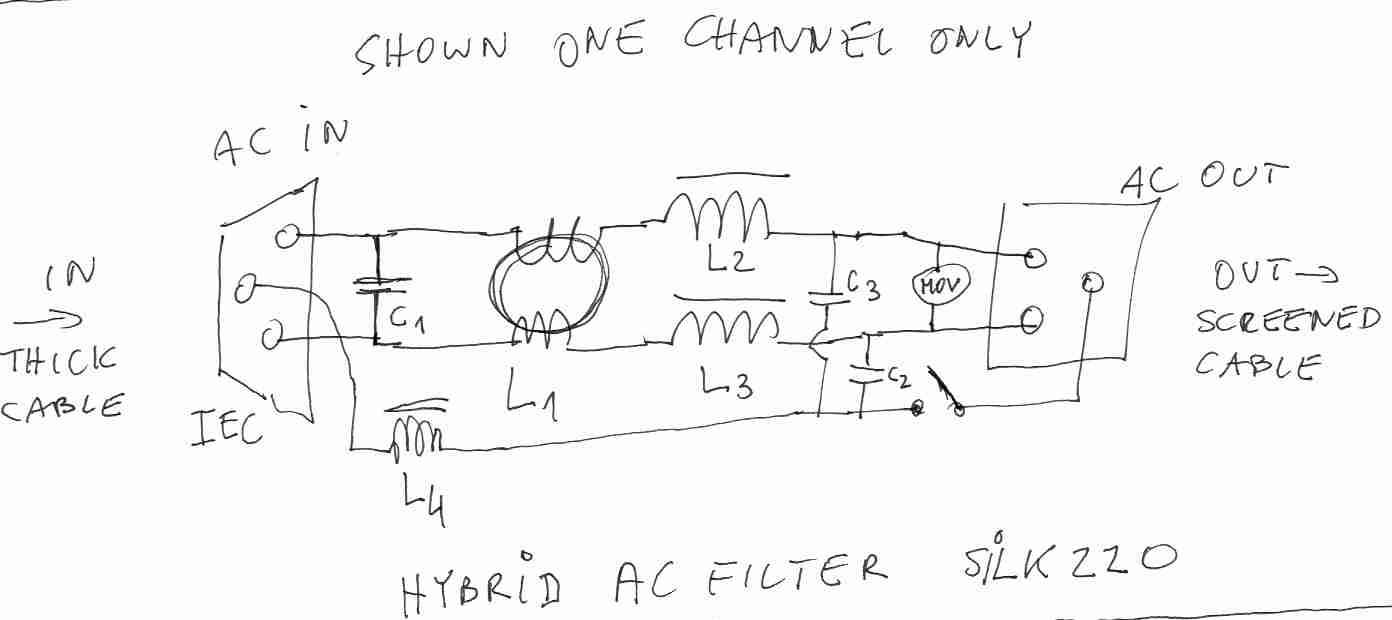 SHOWN ONE CHANNEL ONLY
AC iN
IN
THICK
CABLE
IEC
C1
L1
L2
L3
L4
C3
MOV
C2
AC OUT
OUT
SCREENED
CABLE
HYBRiD AC FILTER SiLK220